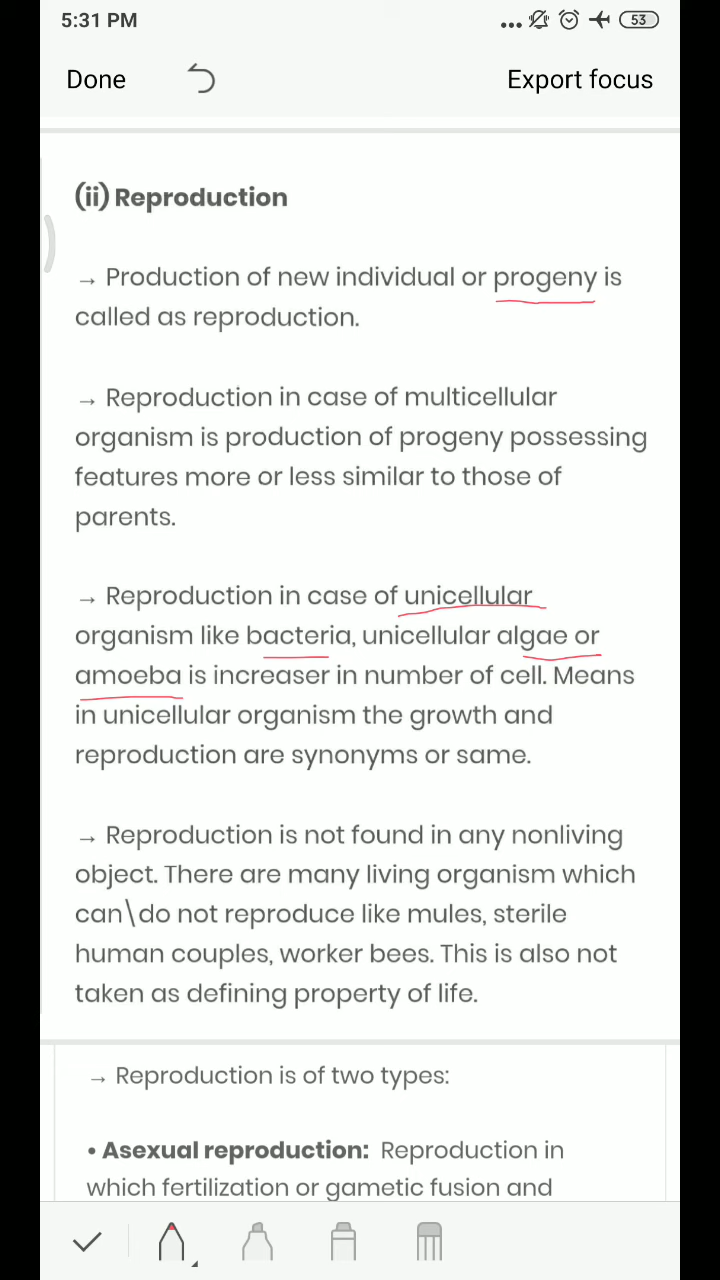 5:31 PM
53
Done
Export focus
(ii) Reproduction
→ Production of new individual or progeny is
called as reproduction.
→ Reproduction in case of multicellular
organism is production of progeny possessing
features more or less similar to those of
parents.
→ Reproduction in case of unicellular
organism like bacteria, unicellular algae or
amoeba is increaser in number of cell. Means
in unicellular organism the growth and
reproduction are synonyms or same.
→ Reproduction is not found in any nonliving
object. There are many living organism which
can\do not reproduce like mules, sterile
human couples, worker bees. This is also not
taken as defining property of life.
→ Reproduction is of two types:
• Asexual reproduction: Reproduction in
which fertilization or gametic fusion and